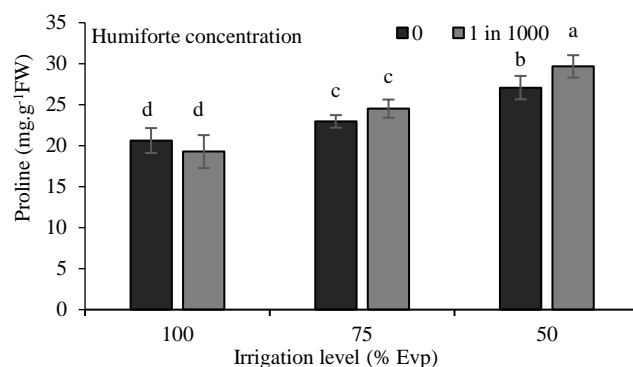 Humiforte concentration
0
1 in 1000
Proline (mg.g⁻¹FW)
35
30
25
20
15
10
5
0
d
d
c
c
b
a
100
75
50
Irrigation level (% Evp)